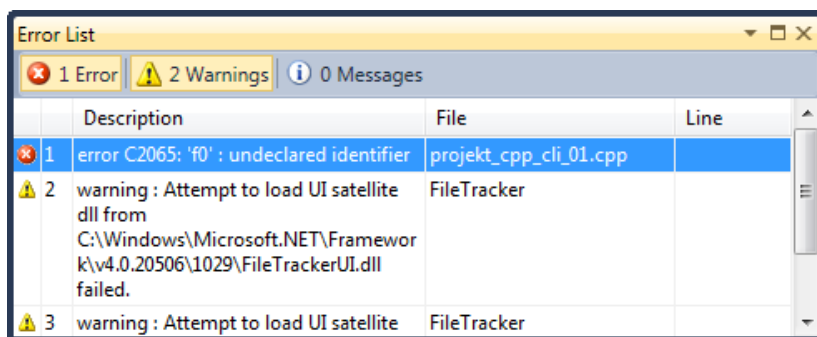 Error List
1 Error 2 Warnings 0 Messages
Description File Line
1 error C2065: 'f0' : undeclared identifier projekt_cpp_cli_01.cpp
2 warning : Attempt to load UI satellite FileTracker
dll from
C:\Windows\Microsoft.NET\Framewor
k\v4.0.20506\1029\FileTrackerUI.dll
failed.
3 warning : Attempt to load UI satellite FileTracker